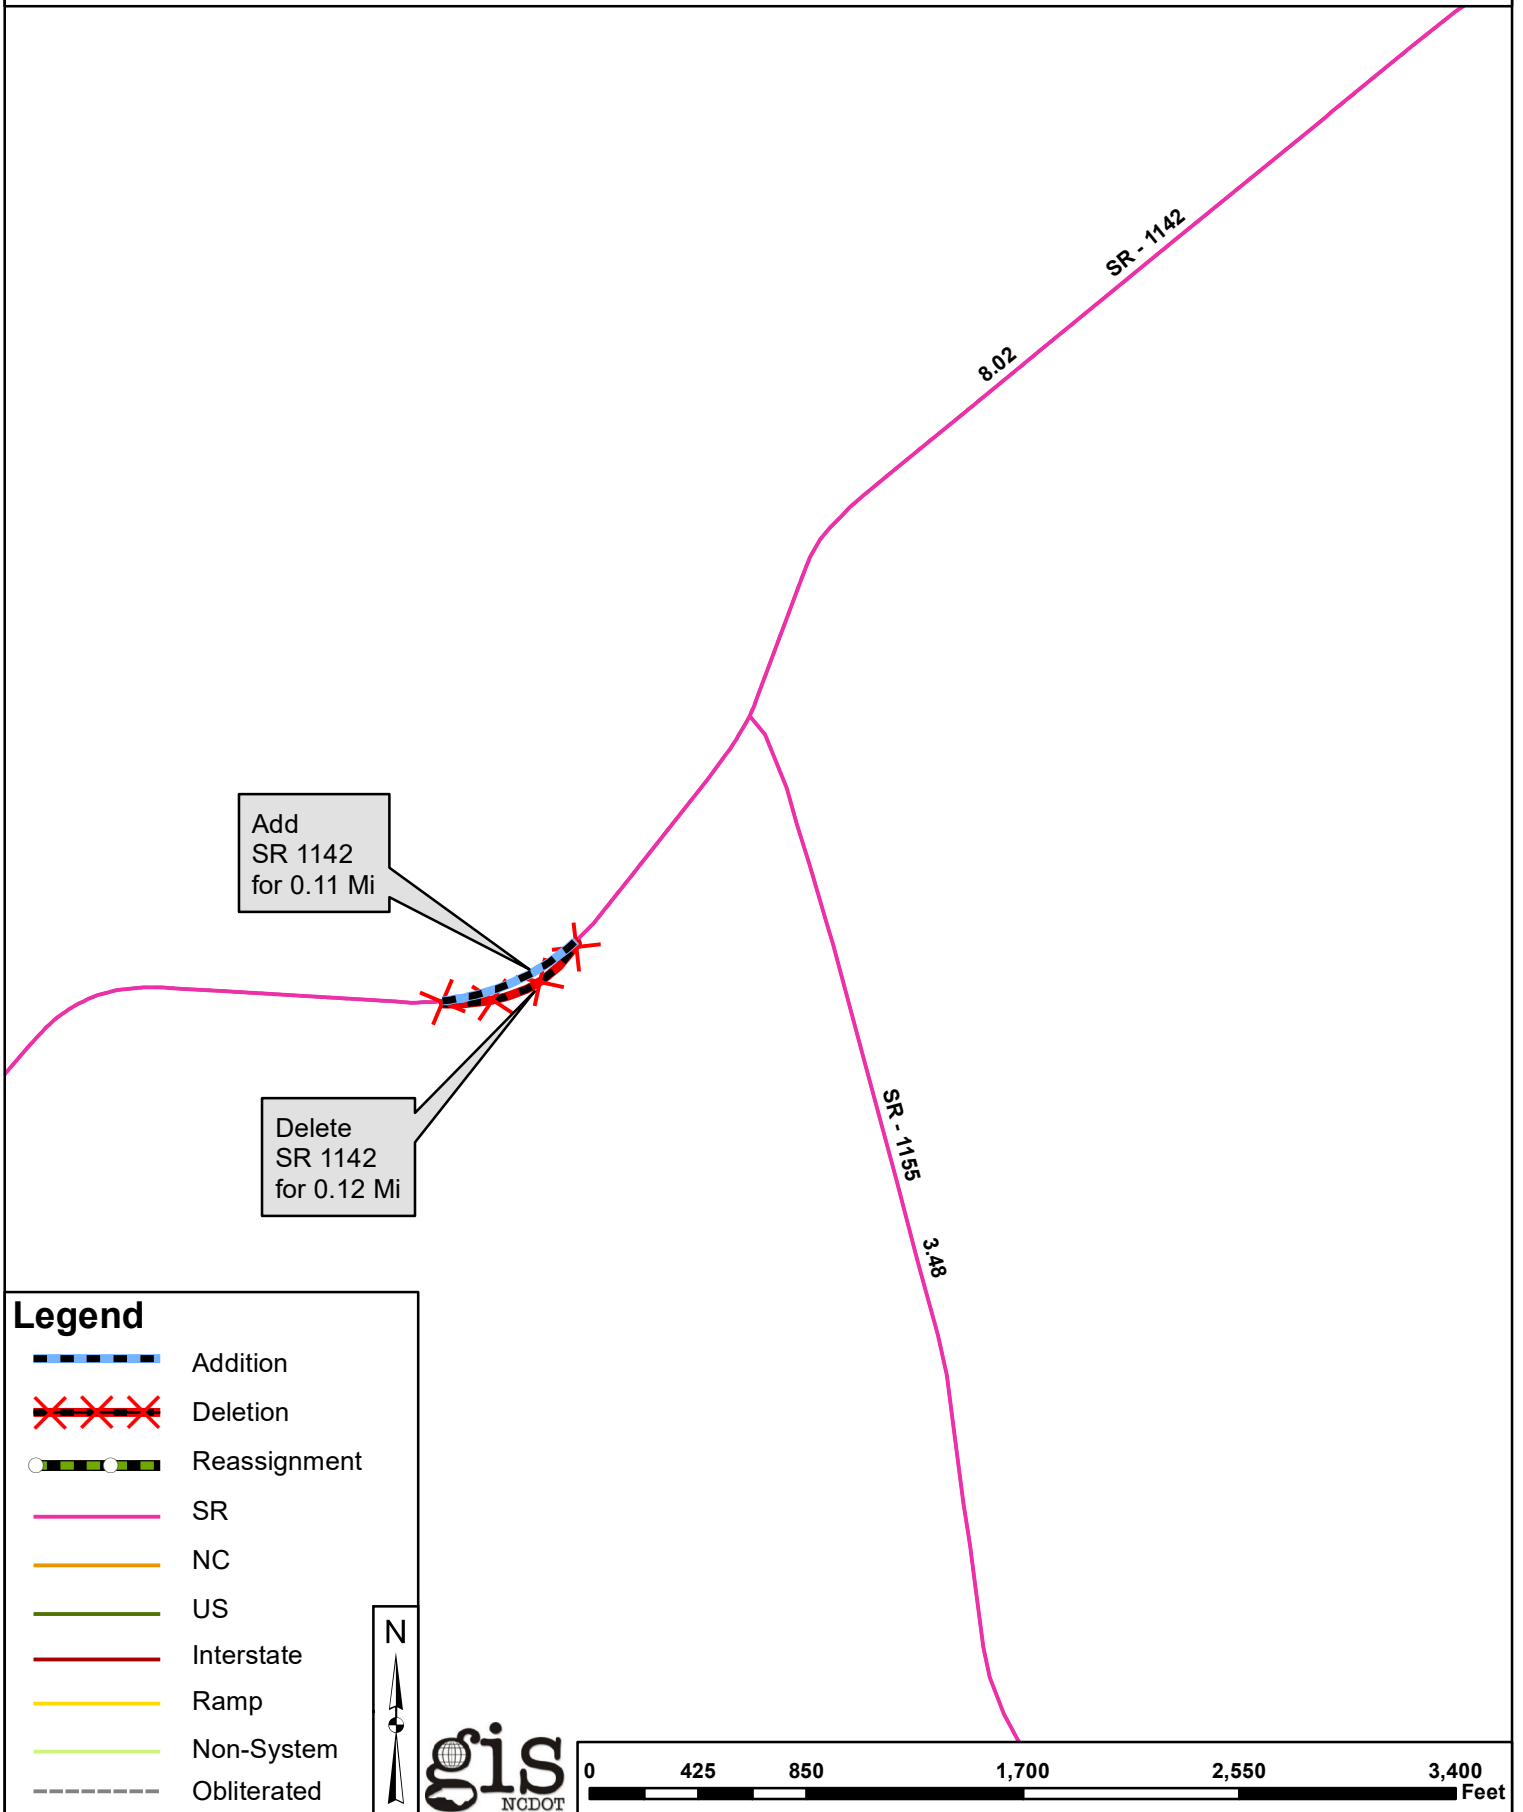 SR - 1142
8.02
Add
SR 1142
for 0.11 Mi
Delete
SR 1142
for 0.12 Mi
SR - 1155
3.48
Legend
Addition
Deletion
Reassignment
SR
NC
US
Interstate
Ramp
Non-System
Obliterated
N
gis
NCDOT
0 425 850 1,700 2,550 3,400
Feet